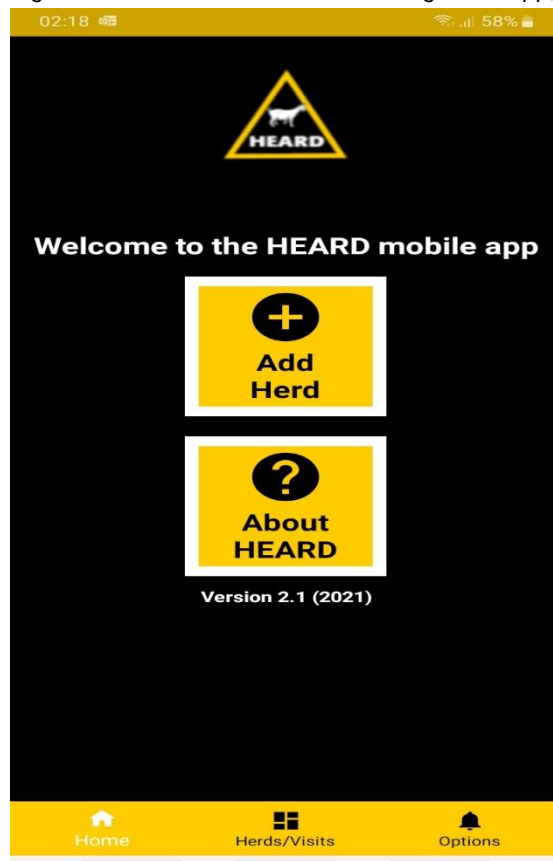 02:18 58%
HEARD
Welcome to the HEARD mobile app
Add
Herd
About
HEARD
Version 2.1 (2021)
Home Herds/Visits Options